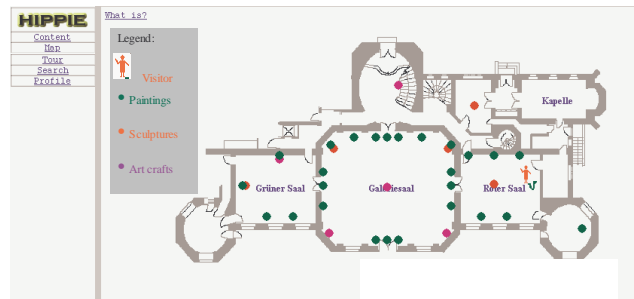 HIPPIE
Content
Map
Tour
Search
Profile
What is?
Legend:
Visitor
Paintings
Sculptures
Art crafts
Kapelle
Grüner Saal
Galeriesaal
Roter Saal